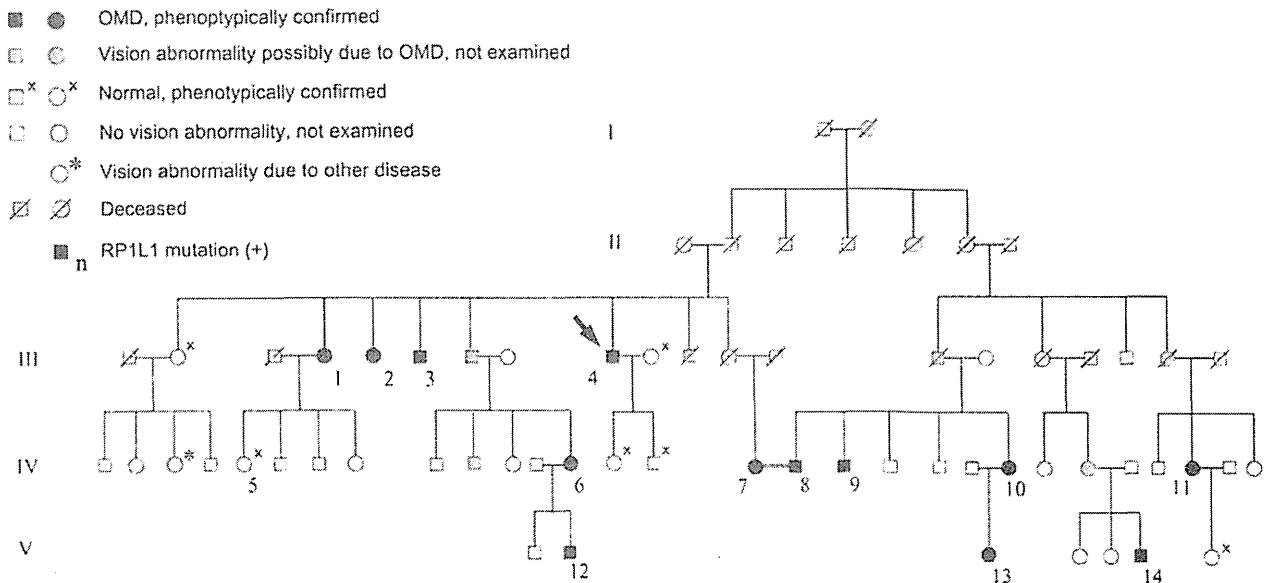 OMD, phenoptypically confirmed
Vision abnormality possibly due to OMD, not examined
x x Normal, phenotypically confirmed
No vision abnormality, not examined
I
* Vision abnormality due to other disease
Deceased
II
n RP1L1 mutation (+)
x x
III
1 2 3 4
* x x x
IV
5 6 7 8 9 10 11
x
V
12 13 14